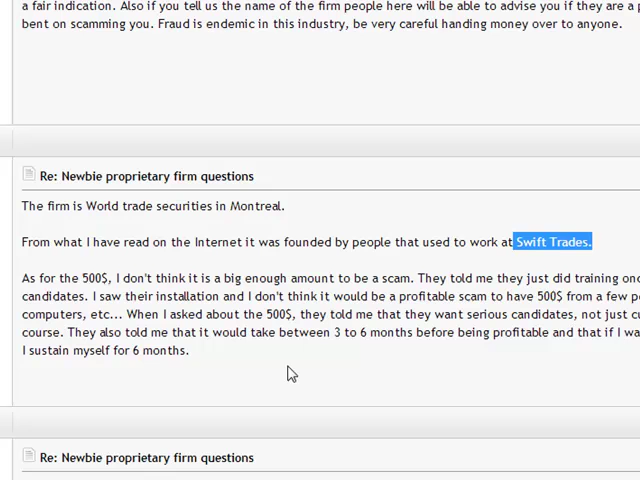 a fair indication. Also if you tell us the name of the firm people here will be able to advise you if they are a
bent on scamming you. Fraud is endemic in this industry, be very careful handing money over to anyone.
Re: Newbie proprietary firm questions
The firm is World trade securities in Montreal.
From what I have read on the Internet it was founded by people that used to work at Swift Trades.
As for the 500$, I don't think it is a big enough amount to be a scam. They told me they just did training
candidates. I saw their installation and I don't think it would be a profitable scam to have 500$ from a few
computers, etc... When I asked about the 500$, they told me that they want serious candidates, not just
course. They also told me that it would take between 3 to 6 months before being profitable and that if I
I sustain myself for 6 months.
Re: Newbie proprietary firm questions